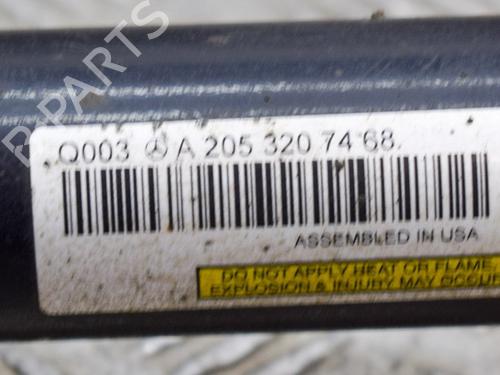 B-PARTS
Q003 A 205 320 74 68
ASSEMBLED IN USA
DO NOT APPLY HEAT OR FLAME
EXPLOSION & INJURY MAY OCCUR